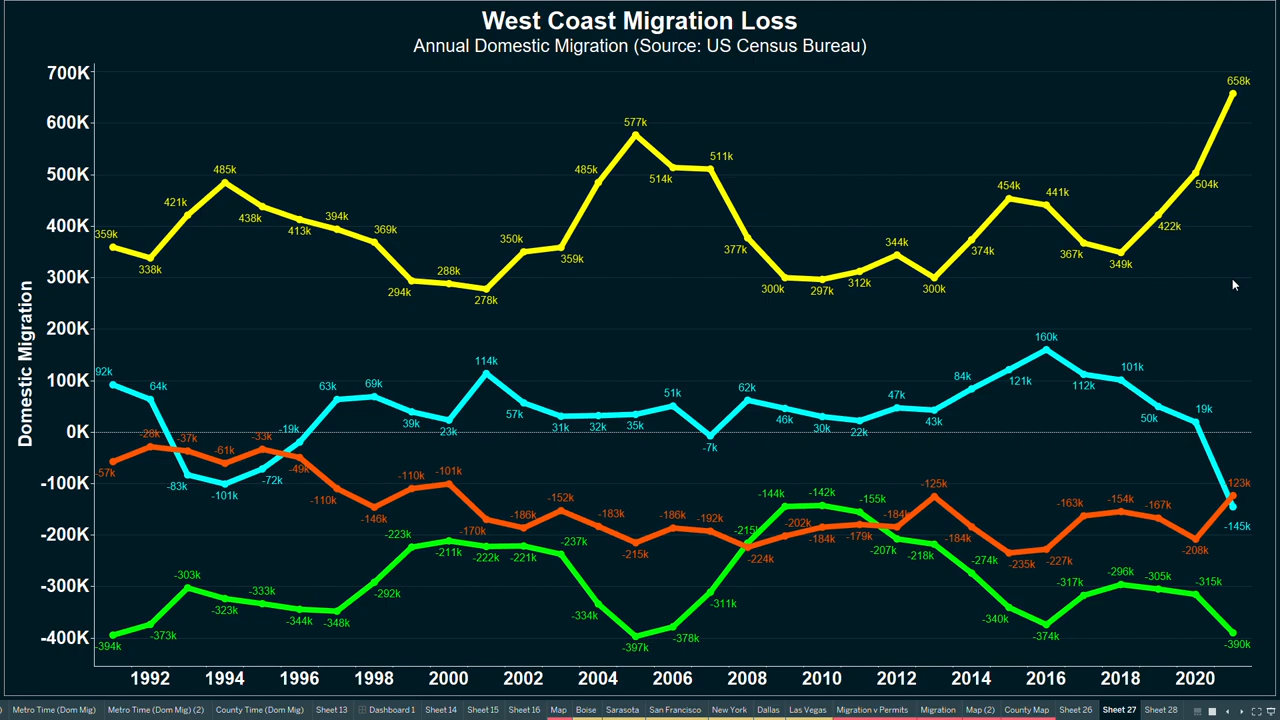 West Coast Migration Loss
Annual Domestic Migration (Source: US Census Bureau)
Domestic Migration
700K
600K
500K
400K
300K
200K
100K
0K
-100K
-200K
-300K
-400K
359k 338k 421k 485k 438k 413k 394k 369k 294k 288k 278k 350k 359k 485k 577k 514k 511k 377k 300k 297k 312k 344k 300k 374k 454k 441k 367k 349k 422k 504k 658k
92k 64k -83k -101k -72k -19k 63k 69k 39k 23k 114k 57k 31k 32k 35k 51k -7k 62k 46k 30k 22k 47k 43k 84k 121k 160k 112k 101k 50k 19k -145k
-57k -28k -37k -61k -33k -49k -110k -146k -110k -101k -170k -186k -152k -183k -215k -186k -192k -224k -202k -184k -179k -184k -125k -184k -235k -227k -163k -154k -167k -208k -123k
-394k -373k -303k -323k -333k -344k -348k -292k -223k -211k -222k -221k -237k -334k -397k -378k -311k -215k -144k -142k -155k -207k -218k -274k -340k -374k -317k -296k -305k -315k -390k
1992 1994 1996 1998 2000 2002 2004 2006 2008 2010 2012 2014 2016 2018 2020
) Metro Time (Dom Mig) Metro Time (Dom Mig) (2) County Time (Dom Mig) Sheet 13 Dashboard 1 Sheet 14 Sheet 15 Sheet 16 Map Boise Sarasota San Francisco New York Dallas Las Vegas Migration v Permits Migration Map (2) County Map Sheet 26 Sheet 27 Sheet 28